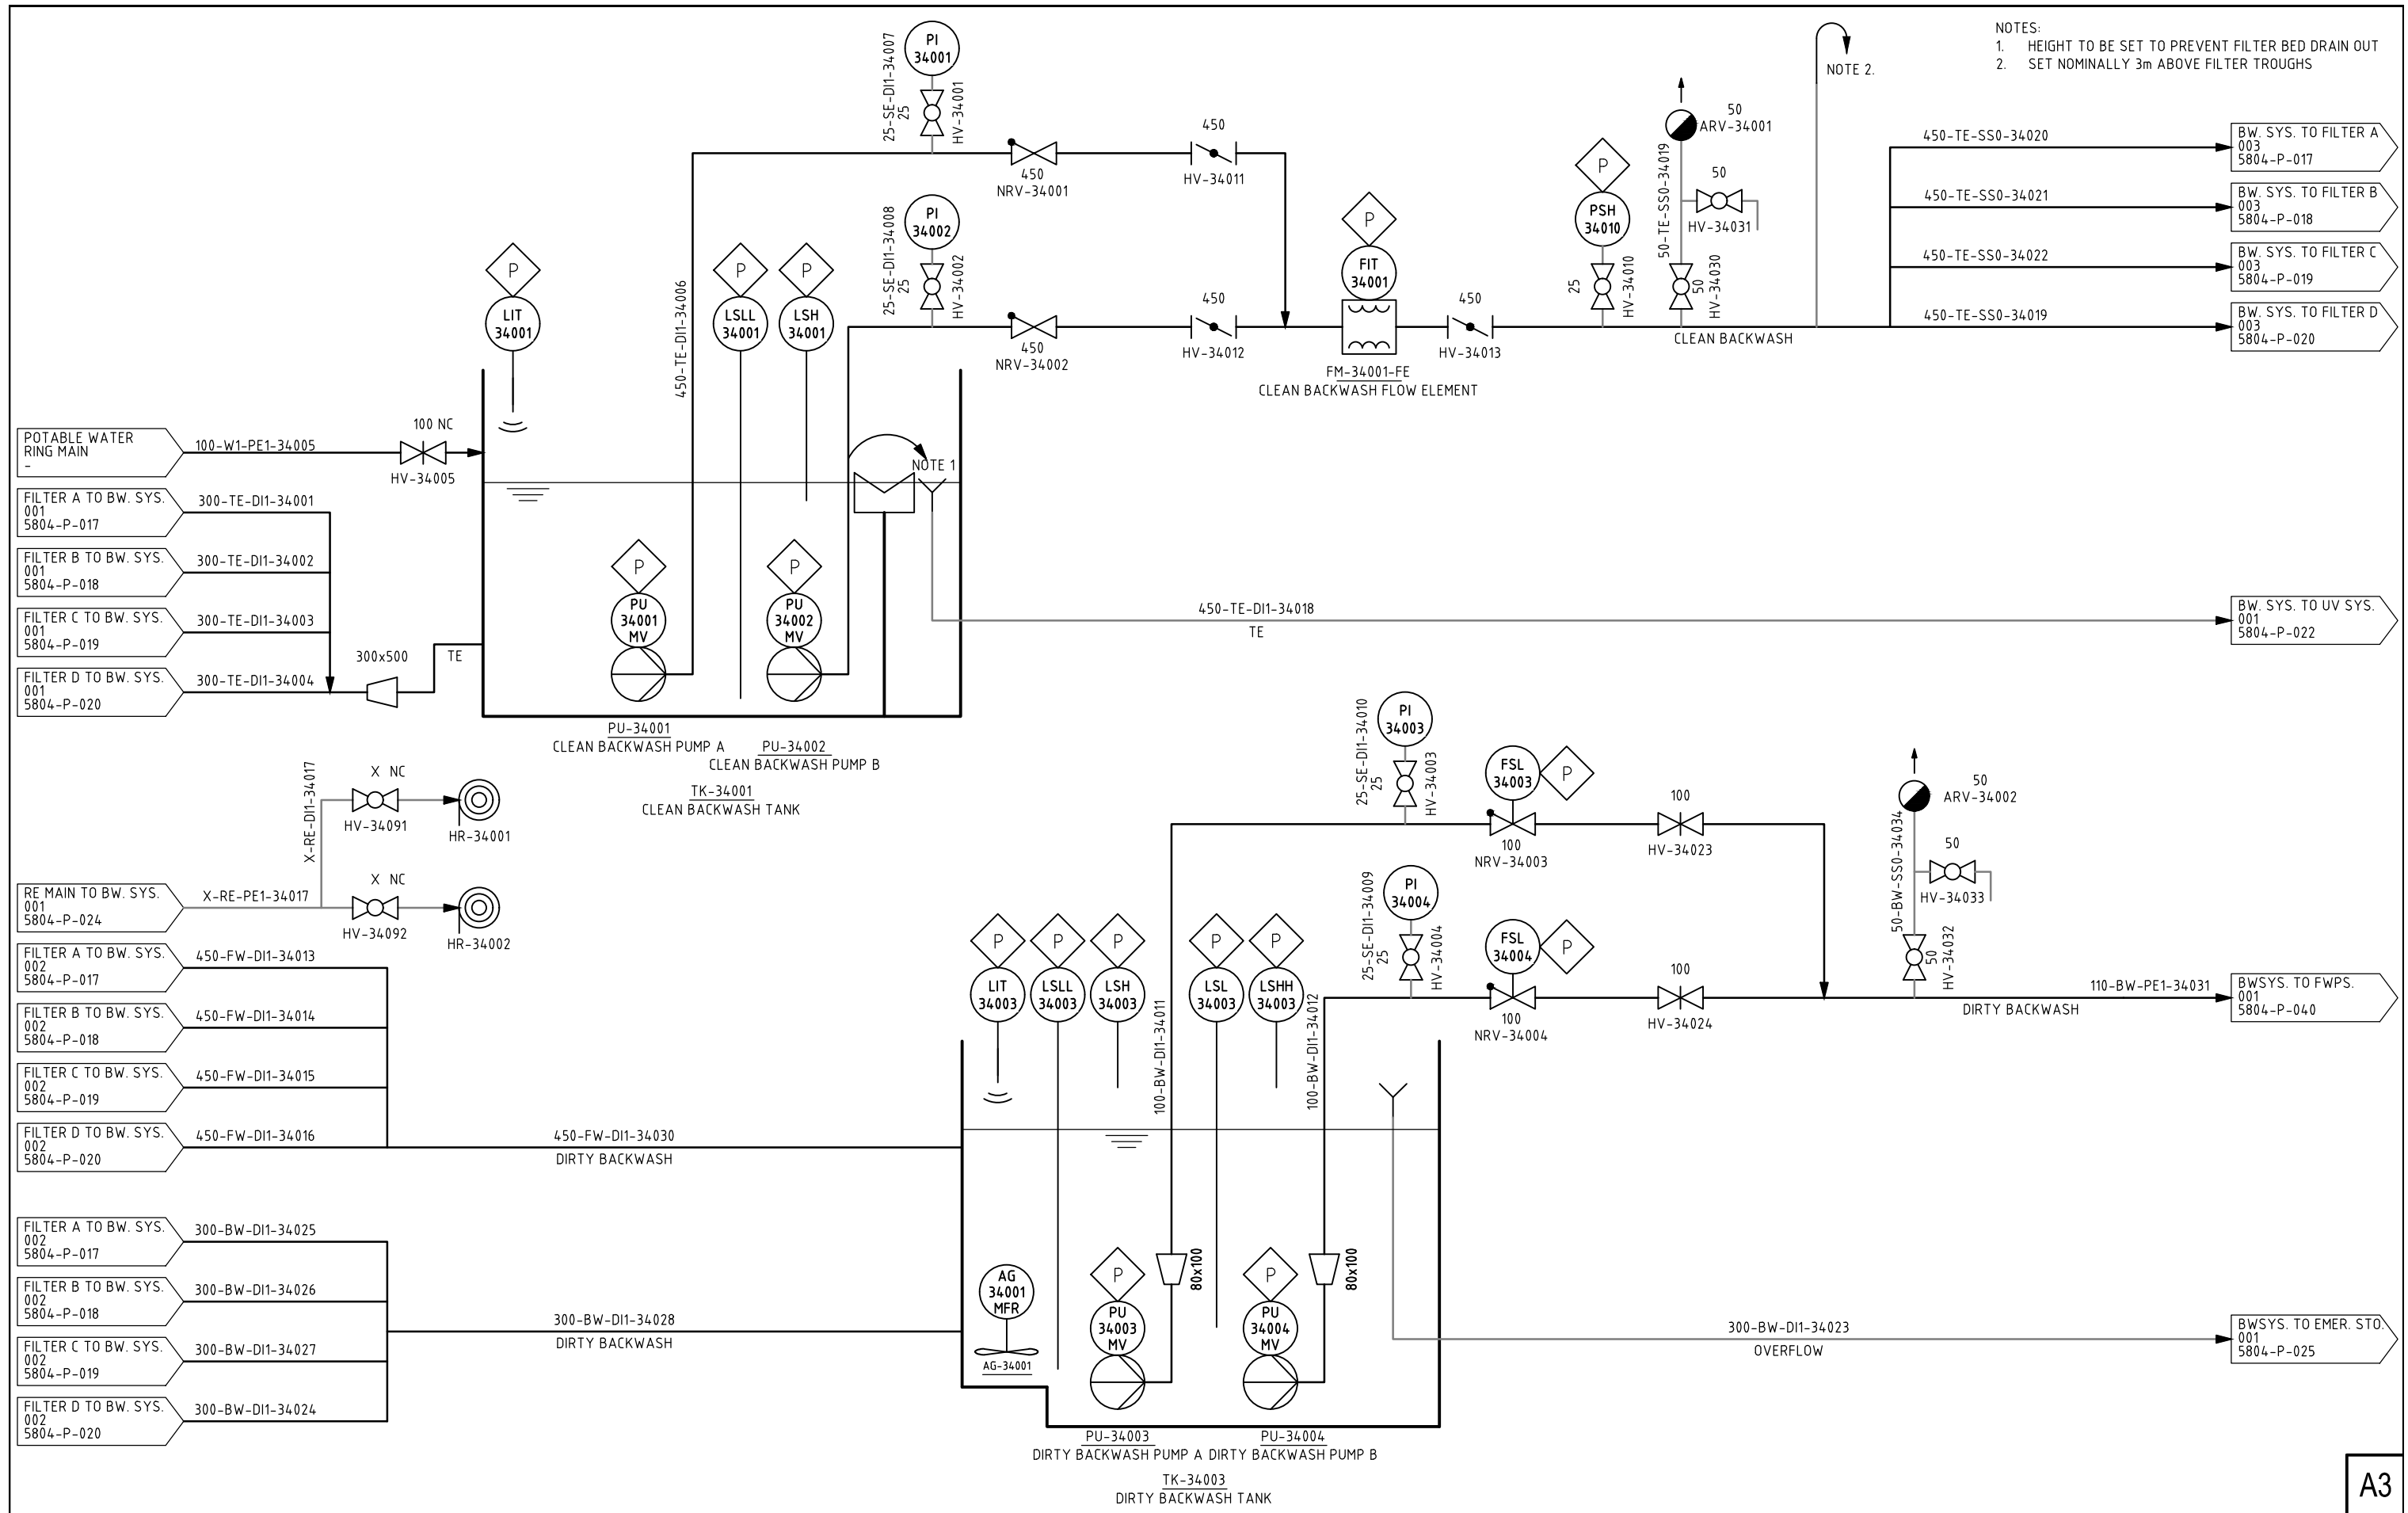 NOTES:
1. HEIGHT TO BE SET TO PREVENT FILTER BED DRAIN OUT
2. SET NOMINALLY 3m ABOVE FILTER TROUGHS
NOTE 2.
PI
34001
25-SE-DI1-34007
25
HV-34001
450
NRV-34001
450
HV-34011
PI
34002
25-SE-DI1-34008
25
HV-34002
450
NRV-34002
450
HV-34012
P
FIT
34001
FM-34001-FE
CLEAN BACKWASH FLOW ELEMENT
450
HV-34013
P
PSH
34010
25
HV-34010
50
ARV-34001
50-TE-SS0-34019
50
HV-34031
50
HV-34030
CLEAN BACKWASH
450-TE-SS0-34020
BW. SYS. TO FILTER A
003
5804-P-017
450-TE-SS0-34021
BW. SYS. TO FILTER B
003
5804-P-018
450-TE-SS0-34022
BW. SYS. TO FILTER C
003
5804-P-019
450-TE-SS0-34019
BW. SYS. TO FILTER D
003
5804-P-020
P
LIT
34001
450-TE-DI1-34006
P
LSLL
34001
P
LSH
34001
POTABLE WATER
RING MAIN
-
100-W1-PE1-34005
100 NC
HV-34005
NOTE 1
FILTER A TO BW. SYS.
001
5804-P-017
300-TE-DI1-34001
FILTER B TO BW. SYS.
001
5804-P-018
300-TE-DI1-34002
FILTER C TO BW. SYS.
001
5804-P-019
300-TE-DI1-34003
FILTER D TO BW. SYS.
001
5804-P-020
300-TE-DI1-34004
300x500
TE
P
PU
34001
MV
P
PU
34002
MV
450-TE-DI1-34018
TE
BW. SYS. TO UV SYS.
001
5804-P-022
PU-34001
CLEAN BACKWASH PUMP A
PU-34002
CLEAN BACKWASH PUMP B
TK-34001
CLEAN BACKWASH TANK
X-RE-DI1-34017
X NC
HV-34091
HR-34001
RE MAIN TO BW. SYS.
001
5804-P-024
X-RE-PE1-34017
X NC
HV-34092
HR-34002
PI
34003
25-SE-DI1-34010
25
HV-34003
FSL
34003
P
100
NRV-34003
100
HV-34023
PI
34004
25-SE-DI1-34009
25
HV-34004
FSL
34004
P
100
NRV-34004
100
HV-34024
50
ARV-34002
50-BW-SS0-34034
50
HV-34033
50
HV-34032
DIRTY BACKWASH
110-BW-PE1-34031
BWSYS. TO FWPS.
001
5804-P-040
FILTER A TO BW. SYS.
002
5804-P-017
450-FW-DI1-34013
FILTER B TO BW. SYS.
002
5804-P-018
450-FW-DI1-34014
FILTER C TO BW. SYS.
002
5804-P-019
450-FW-DI1-34015
FILTER D TO BW. SYS.
002
5804-P-020
450-FW-DI1-34016
450-FW-DI1-34030
DIRTY BACKWASH
P
LIT
34003
P
LSLL
34003
P
LSH
34003
100-BW-DI1-34011
P
LSL
34003
P
LSHH
34003
100-BW-DI1-34012
FILTER A TO BW. SYS.
002
5804-P-017
300-BW-DI1-34025
FILTER B TO BW. SYS.
002
5804-P-018
300-BW-DI1-34026
FILTER C TO BW. SYS.
002
5804-P-019
300-BW-DI1-34027
FILTER D TO BW. SYS.
002
5804-P-020
300-BW-DI1-34024
300-BW-DI1-34028
DIRTY BACKWASH
AG
34001
MFR
AG-34001
P
PU
34003
MV
80x100
P
PU
34004
MV
80x100
300-BW-DI1-34023
OVERFLOW
BWSYS. TO EMER. STO.
001
5804-P-025
PU-34003
DIRTY BACKWASH PUMP A
PU-34004
DIRTY BACKWASH PUMP B
TK-34003
DIRTY BACKWASH TANK
A3